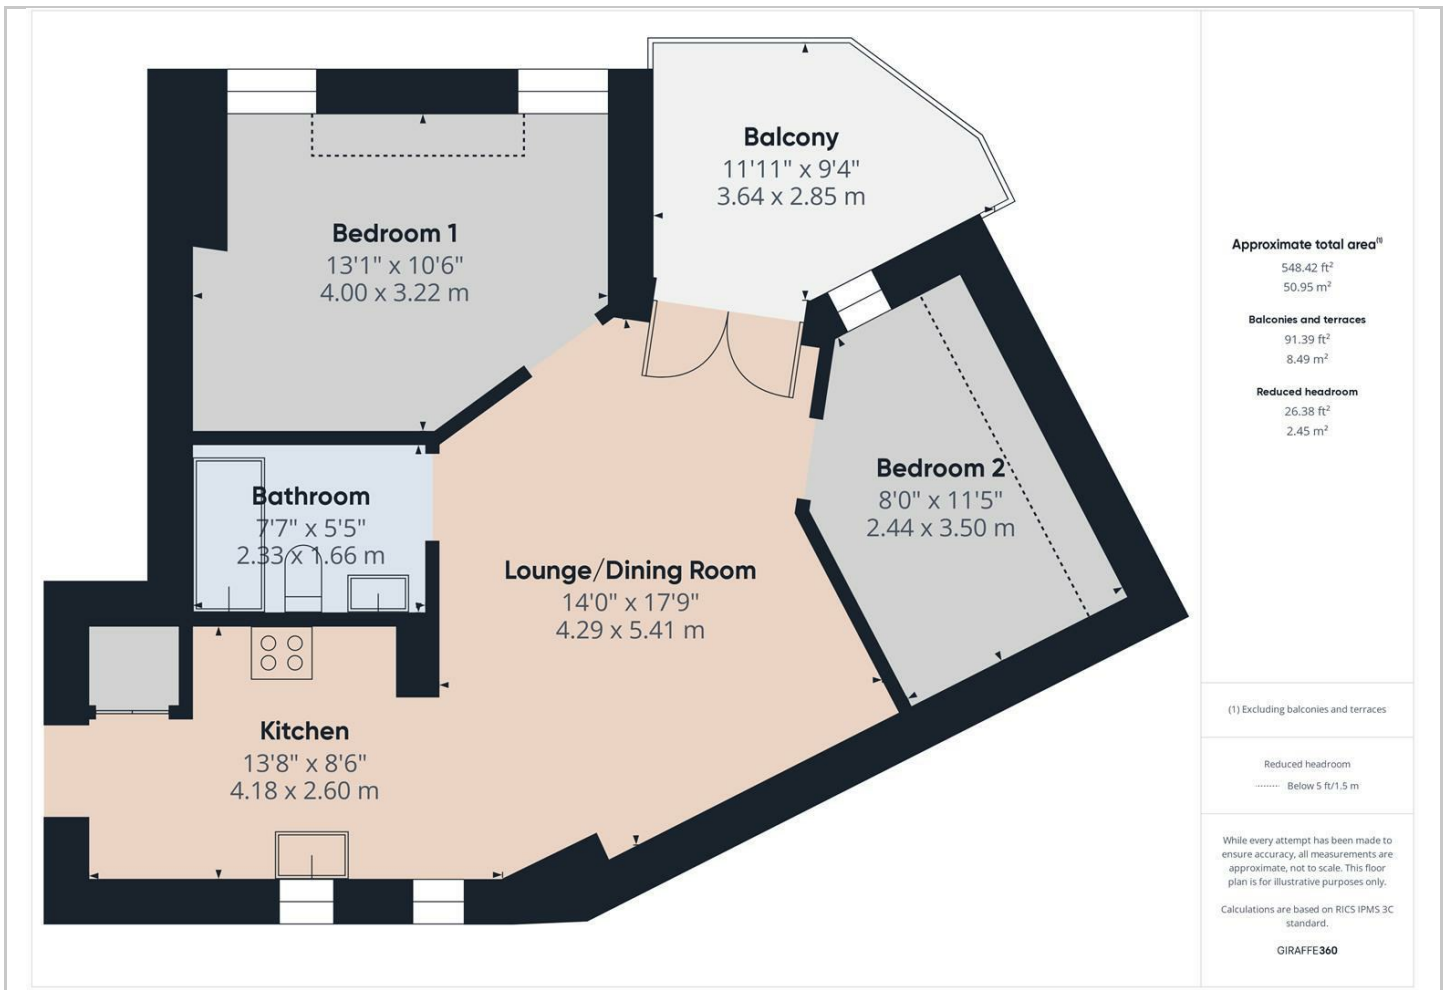 Balcony
11'11" x 9'4"
3.64 x 2.85 m
Bedroom 1
13'1" x 10'6"
4.00 x 3.22 m
Bedroom 2
8'0" x 11'5"
2.44 x 3.50 m
Bathroom
7'7" x 5'5"
2.33 x 1.66 m
Lounge/Dining Room
14'0" x 17'9"
4.29 x 5.41 m
Kitchen
13'8" x 8'6"
4.18 x 2.60 m
Approximate total area(1)
548.42 ft²
50.95 m²
Balconies and terraces
91.39 ft²
8.49 m²
Reduced headroom
26.38 ft²
2.45 m²
(1) Excluding balconies and terraces
Reduced headroom
Below 5 ft/1.5 m
While every attempt has been made to
ensure accuracy, all measurements are
approximate, not to scale. This floor
plan is for illustrative purposes only.
Calculations are based on RICS IPMS 3C
standard.
GIRAFFE360